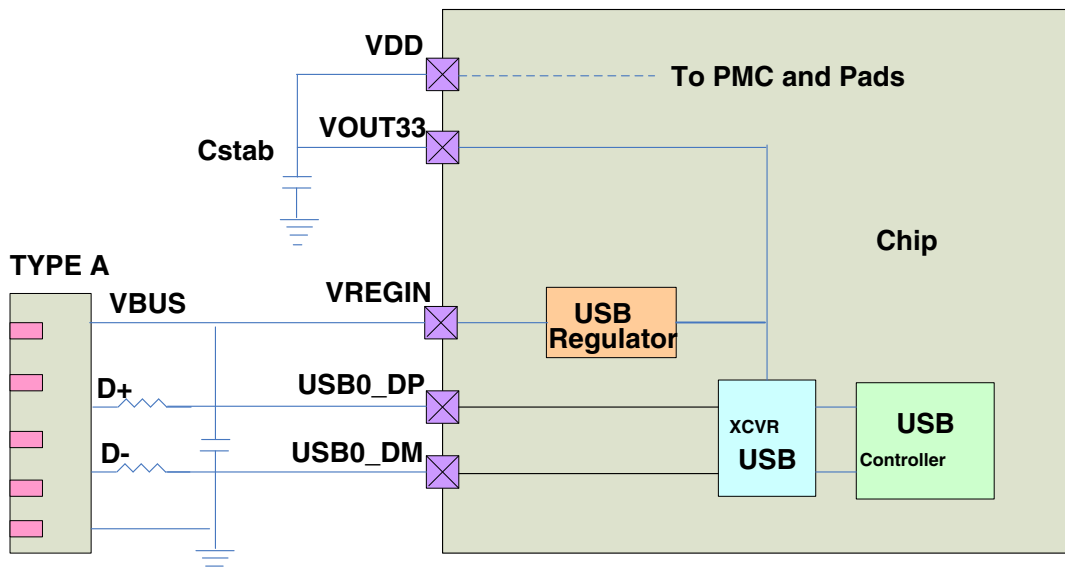 VDD
To PMC and Pads
VOUT33
Cstab
Chip
TYPE A
VBUS
VREGIN
USB
Regulator
D+
USB0_DP
D-
USB0_DM
XCVR
USB
USB
Controller